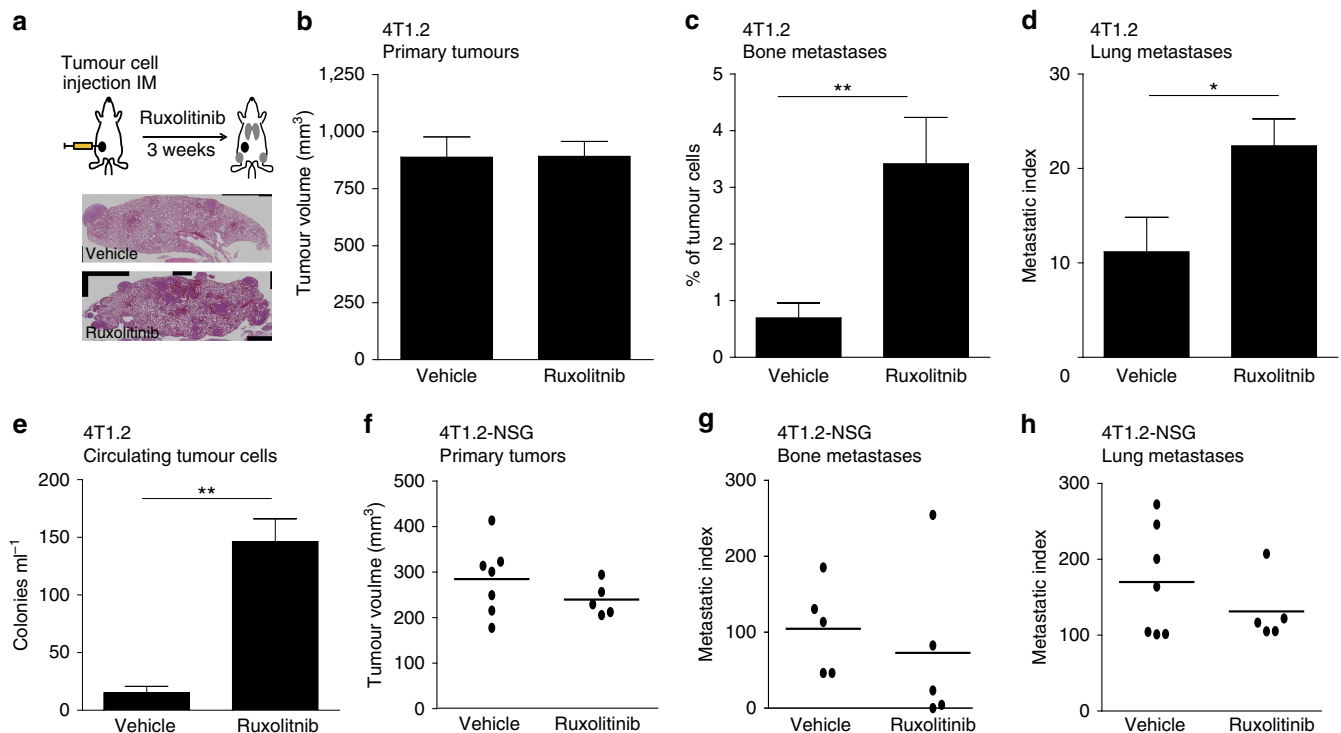 a
Tumour cell
injection IM
Ruxolitinib
3 weeks
Vehicle
Ruxolitinib
b
4T1.2
Primary tumours
Tumour volume (mm³)
1,250
1,000
750
500
250
0
Vehicle
Ruxolitnib
c
4T1.2
Bone metastases
% of tumour cells
5
4
3
2
1
0
**
Vehicle
Ruxolitinib
d
4T1.2
Lung metastases
Metastatic index
30
20
10
0
*
Vehicle
Ruxolitinib
e
4T1.2
Circulating tumour cells
Colonies ml⁻¹
200
150
100
50
0
**
Vehicle
Ruxolitnib
f
4T1.2-NSG
Primary tumors
Tumour voulme (mm³)
500
400
300
200
100
0
Vehicle
Ruxolitinib
g
4T1.2-NSG
Bone metastases
Metastatic index
300
200
100
0
Vehicle
Ruxolitinib
h
4T1.2-NSG
Lung metastases
Metastatic index
300
200
100
0
Vehicle
Ruxolitinib